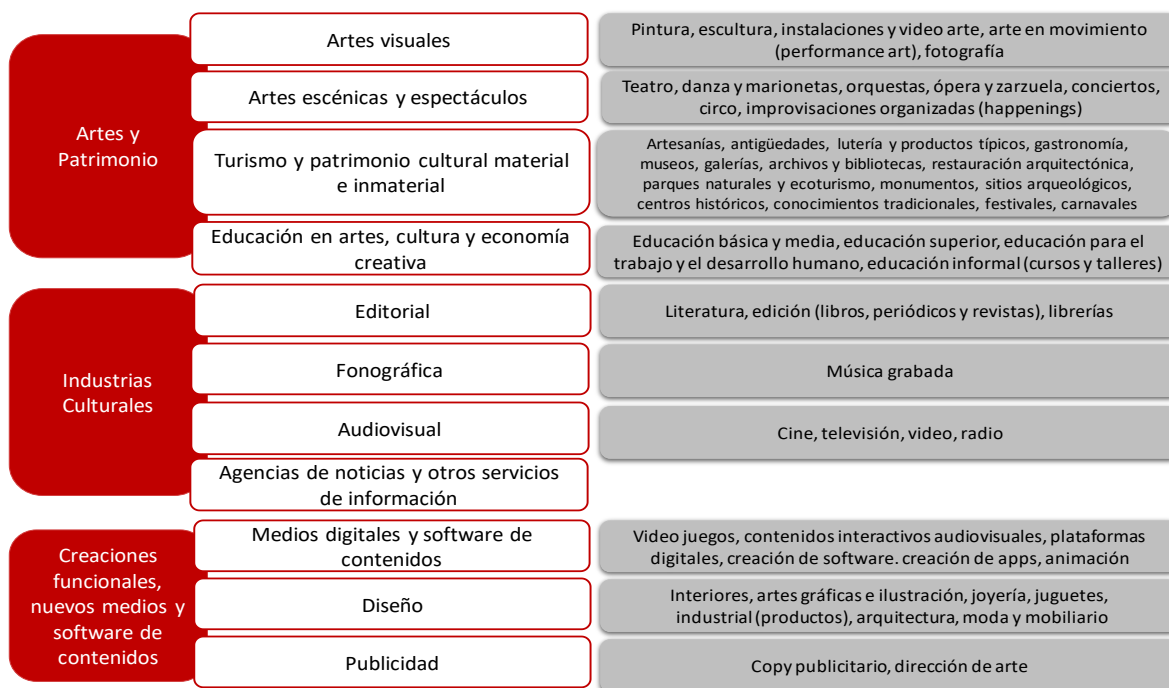 Artes y
Patrimonio
Artes visuales
Pintura, escultura, instalaciones y video arte, arte en movimiento
(performance art), fotografía
Artes escénicas y espectáculos
Teatro, danza y marionetas, orquestas, ópera y zarzuela, conciertos,
circo, improvisaciones organizadas (happenings)
Turismo y patrimonio cultural material
e inmaterial
Artesanías, antigüedades, lutería y productos típicos, gastronomía,
museos, galerías, archivos y bibliotecas, restauración arquitectónica,
parques naturales y ecoturismo, monumentos, sitios arqueológicos,
centros históricos, conocimientos tradicionales, festivales, carnavales
Educación en artes, cultura y economía
creativa
Educación básica y media, educación superior, educación para el
trabajo y el desarrollo humano, educación informal (cursos y talleres)
Industrias
Culturales
Editorial
Literatura, edición (libros, periódicos y revistas), librerías
Fonográfica
Música grabada
Audiovisual
Cine, televisión, video, radio
Agencias de noticias y otros servicios
de información
Creaciones
funcionales,
nuevos medios y
software de
contenidos
Medios digitales y software de
contenidos
Video juegos, contenidos interactivos audiovisuales, plataformas
digitales, creación de software. creación de apps, animación
Diseño
Interiores, artes gráficas e ilustración, joyería, juguetes,
industrial (productos), arquitectura, moda y mobiliario
Publicidad
Copy publicitario, dirección de arte